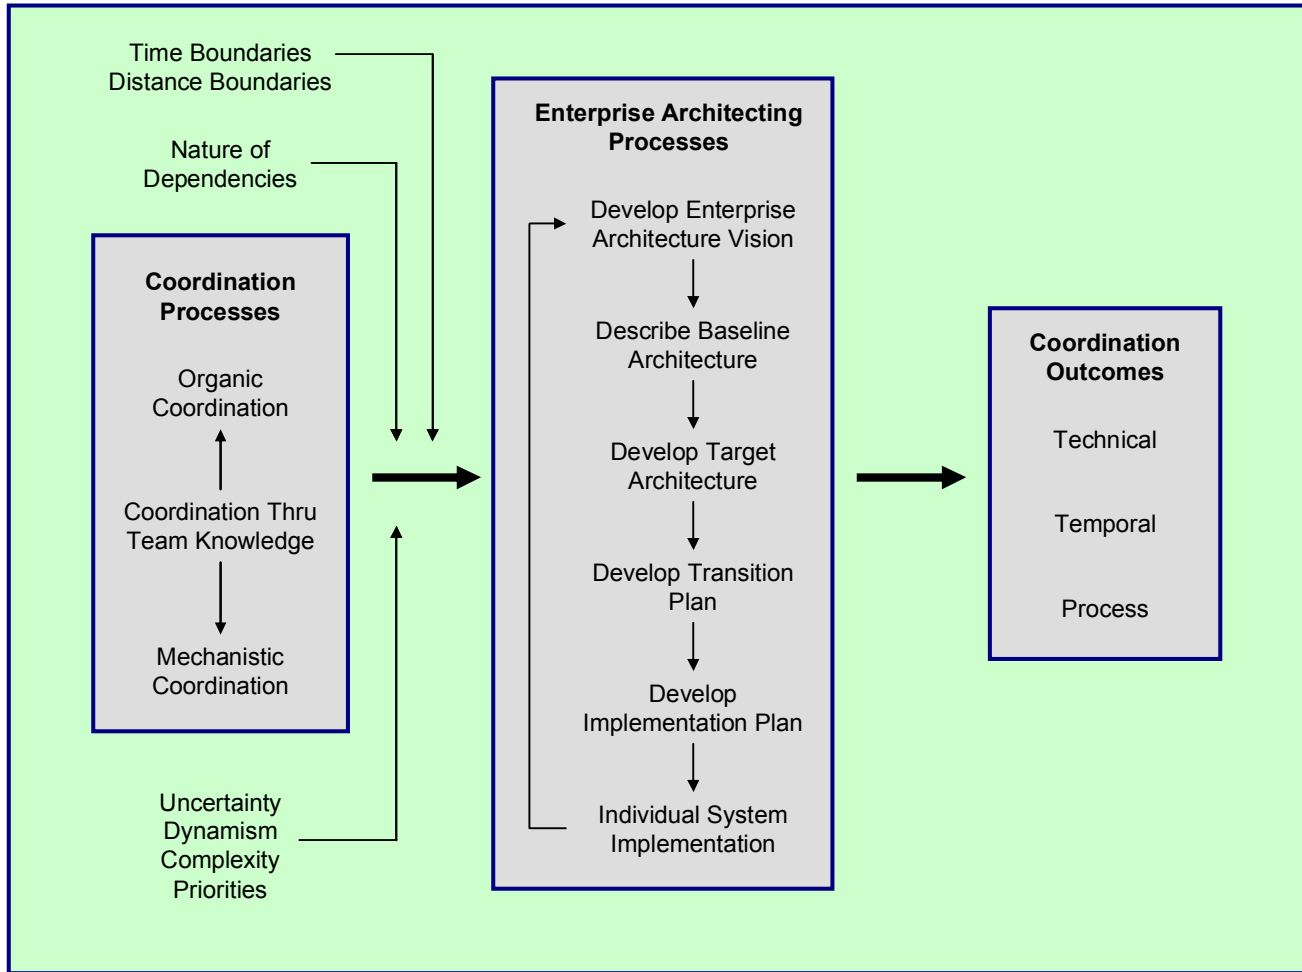 Time Boundaries
Distance Boundaries
Nature of
Dependencies
Coordination
Processes
Organic
Coordination
Coordination Thru
Team Knowledge
Mechanistic
Coordination
Uncertainty
Dynamism
Complexity
Priorities
Enterprise Architecting
Processes
Develop Enterprise
Architecture Vision
Describe Baseline
Architecture
Develop Target
Architecture
Develop Transition
Plan
Develop
Implementation Plan
Individual System
Implementation
Coordination
Outcomes
Technical
Temporal
Process